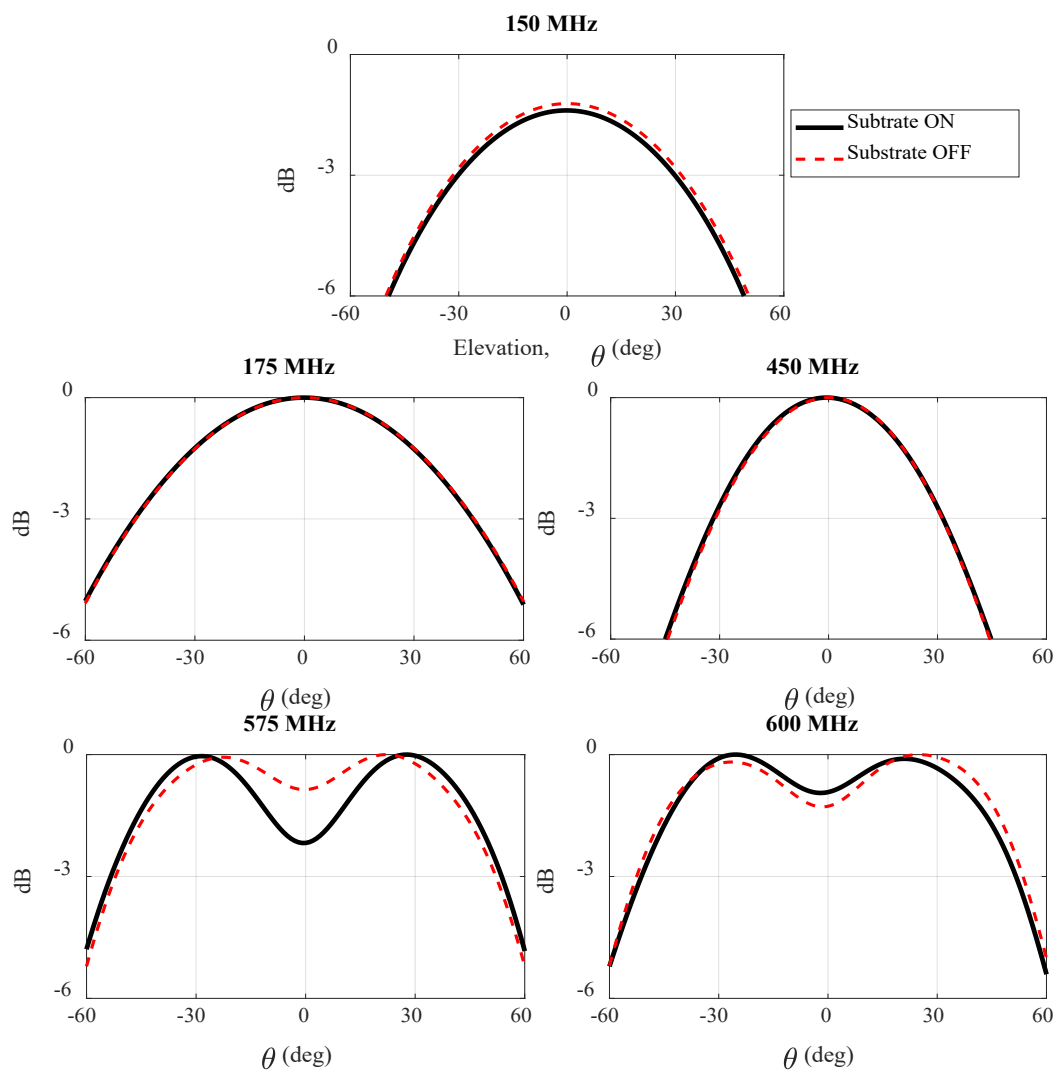 150 MHz
0
-3
-6
dB
-60 -30 0 30 60
Elevation, θ (deg)
Subtrate ON
Substrate OFF
175 MHz
0
-3
-6
dB
-60 -30 0 30 60
θ (deg)
450 MHz
0
-3
-6
dB
-60 -30 0 30 60
θ (deg)
575 MHz
0
-3
-6
dB
-60 -30 0 30 60
θ (deg)
600 MHz
0
-3
-6
dB
-60 -30 0 30 60
θ (deg)